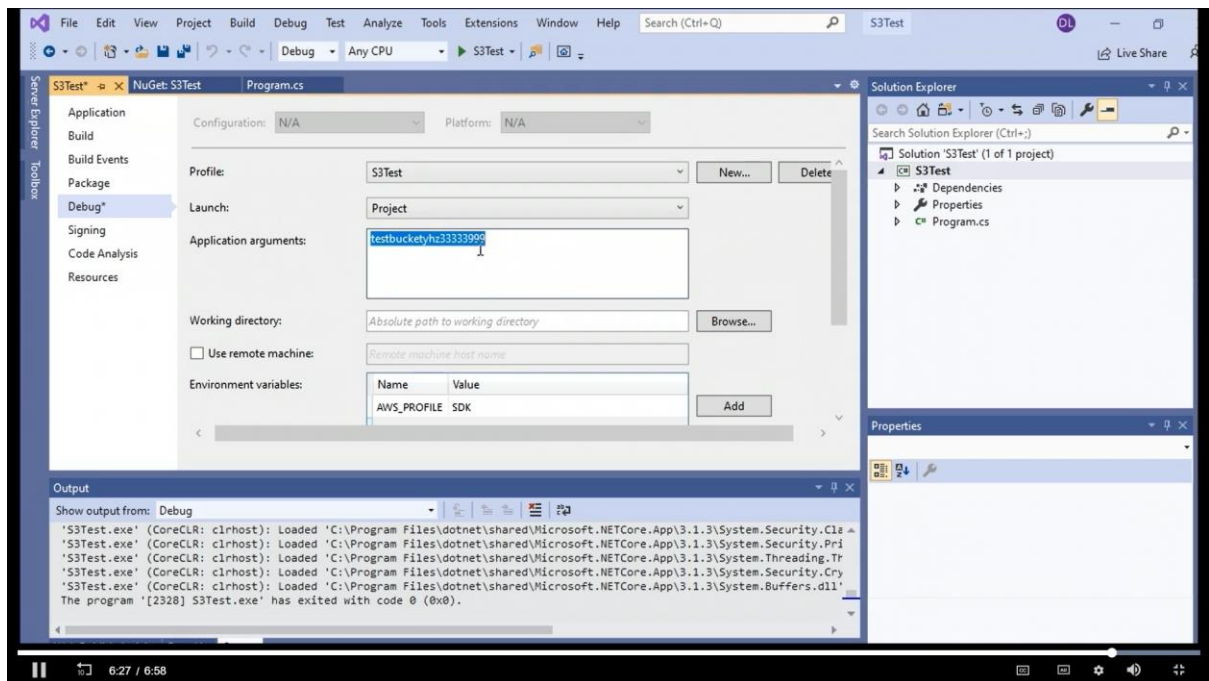 File Edit View Project Build Debug Test Analyze Tools Extensions Window Help Search (Ctrl+Q) S3Test DL
Debug Any CPU S3Test Live Share
Server Explorer
Toolbox
S3Test* NuGet: S3Test Program.cs
Application
Build
Build Events
Package
Debug*
Signing
Code Analysis
Resources
Configuration: N/A Platform: N/A
Profile: S3Test New... Delete
Launch: Project
Application arguments: testbucketyhz33333999
Working directory: Absolute path to working directory Browse...
Use remote machine: Remote machine host name
Environment variables: Name Value
AWS_PROFILE SDK Add
Solution Explorer
Search Solution Explorer (Ctrl+;)
Solution 'S3Test' (1 of 1 project)
C# S3Test
Dependencies
Properties
C# Program.cs
Properties
Output
Show output from: Debug
'S3Test.exe' (CoreCLR: clrhost): Loaded 'C:\Program Files\dotnet\shared\Microsoft.NETCore.App\3.1.3\System.Security.Cla
'S3Test.exe' (CoreCLR: clrhost): Loaded 'C:\Program Files\dotnet\shared\Microsoft.NETCore.App\3.1.3\System.Security.Pri
'S3Test.exe' (CoreCLR: clrhost): Loaded 'C:\Program Files\dotnet\shared\Microsoft.NETCore.App\3.1.3\System.Threading.Th
'S3Test.exe' (CoreCLR: clrhost): Loaded 'C:\Program Files\dotnet\shared\Microsoft.NETCore.App\3.1.3\System.Security.Cry
'S3Test.exe' (CoreCLR: clrhost): Loaded 'C:\Program Files\dotnet\shared\Microsoft.NETCore.App\3.1.3\System.Buffers.dll'
The program '[2328] S3Test.exe' has exited with code 0 (0x0).
10 6:27 / 6:58